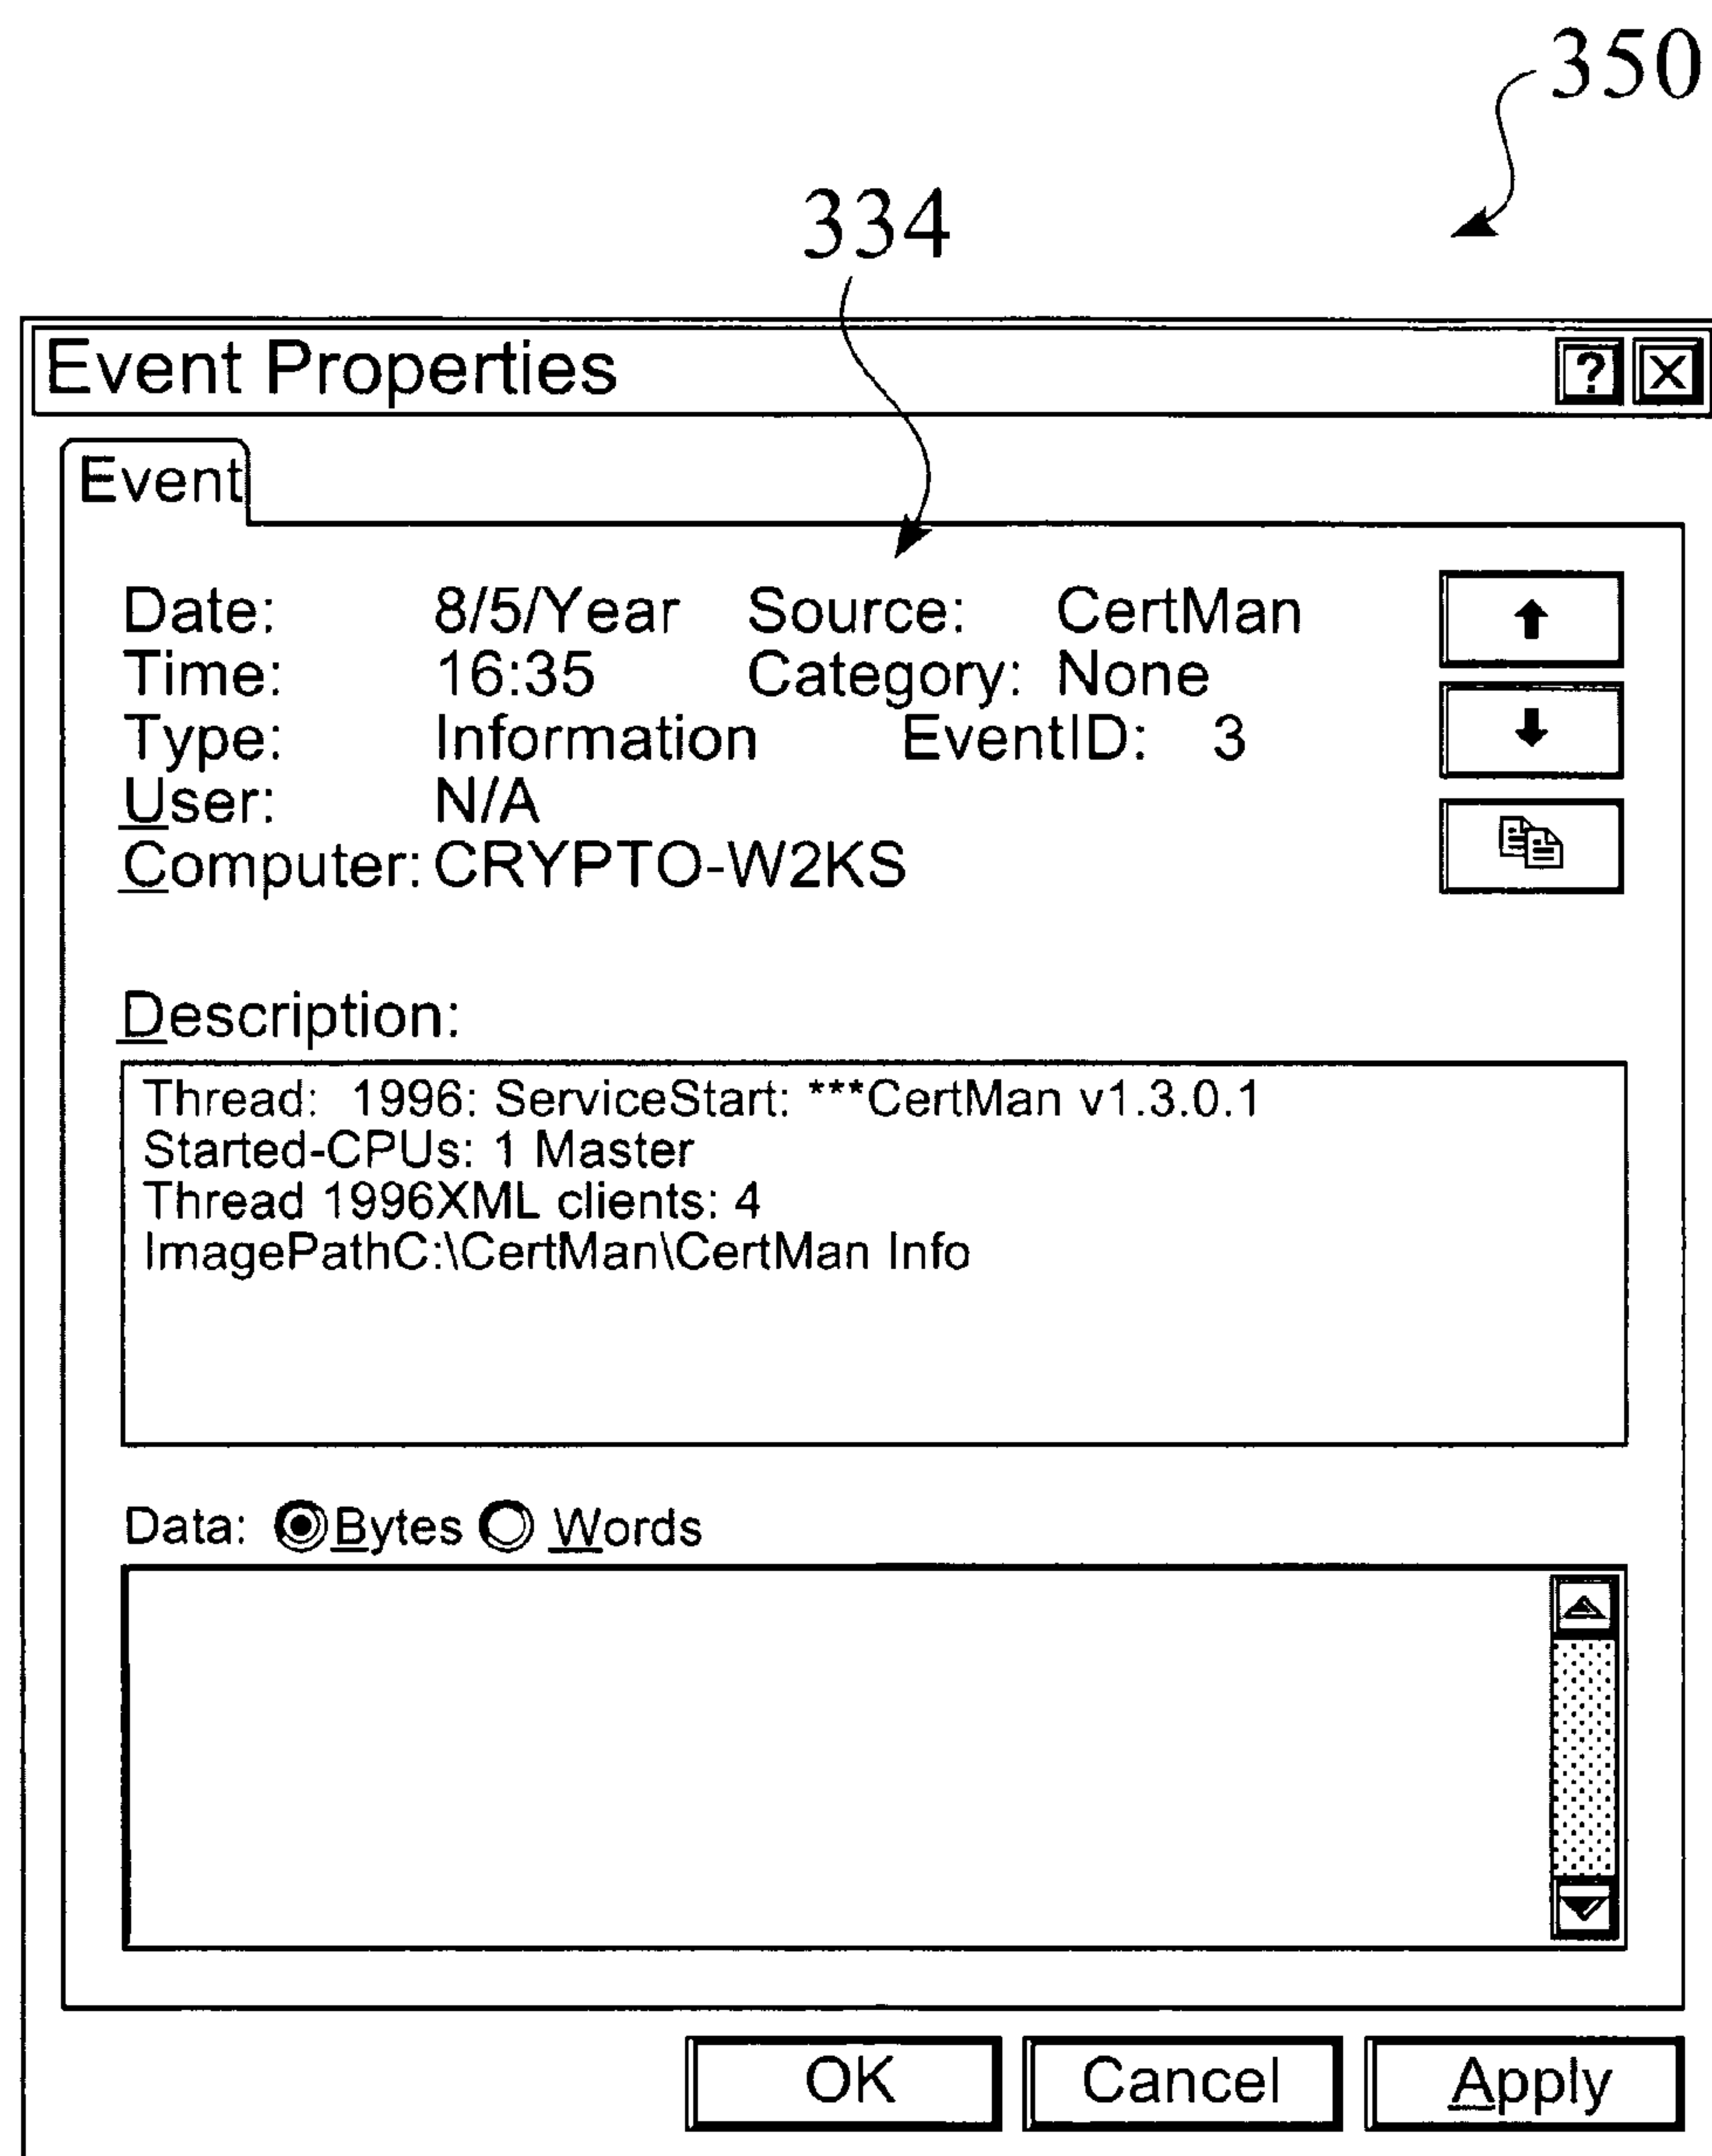 350
334
Event Properties
Event
Date: 8/5/Year Source: CertMan
Time: 16:35 Category: None
Type: Information EventID: 3
User: N/A
Computer: CRYPTO-W2KS
Description:
Thread: 1996: ServiceStart: ***CertMan v1.3.0.1
Started-CPUs: 1 Master
Thread 1996XML clients: 4
ImagePathC:\CertMan\CertMan Info
Data: Bytes Words
OK Cancel Apply